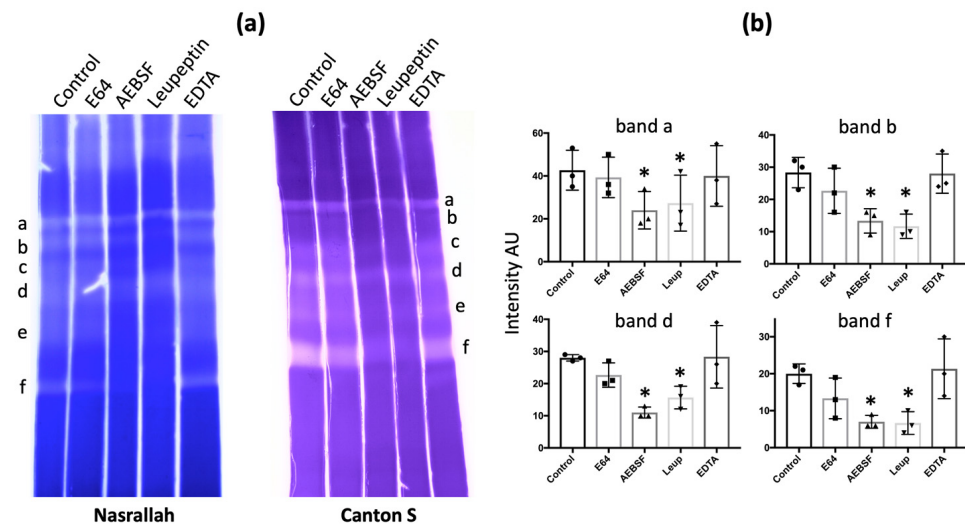 (a)
Control E64 AEBSF Leupeptin EDTA
Control E64 AEBSF Leupeptin EDTA
a
b
c
d
e
f
a
b
c
d
e
f
Nasrallah
Canton S
(b)
Intensity AU
band a
60
40
20
0
Control E64 AEBSF Leup EDTA
* *
band b
40
30
20
10
0
Control E64 AEBSF Leup EDTA
* *
band d
40
30
20
10
0
Control E64 AEBSF Leup EDTA
* *
band f
30
20
10
0
Control E64 AEBSF Leup EDTA
* *